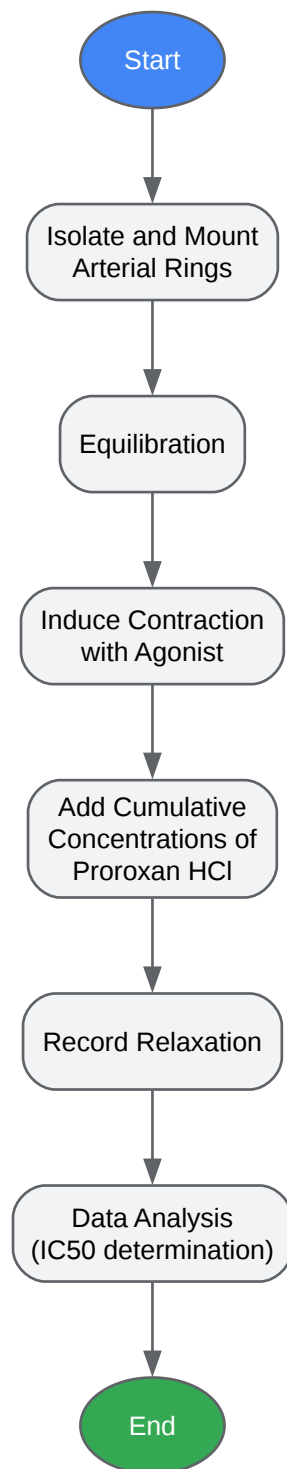 Start
Isolate and Mount
Arterial Rings
Equilibration
Induce Contraction
with Agonist
Add Cumulative
Concentrations of
Proroxan HCl
Record Relaxation
Data Analysis
(IC50 determination)
End